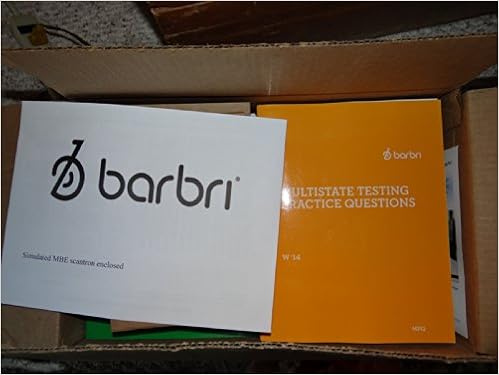 barbri
Simulated MBE scantron enclosed
barbri
ULTISTATE TESTING
RACTICE QUESTIONS
W '14